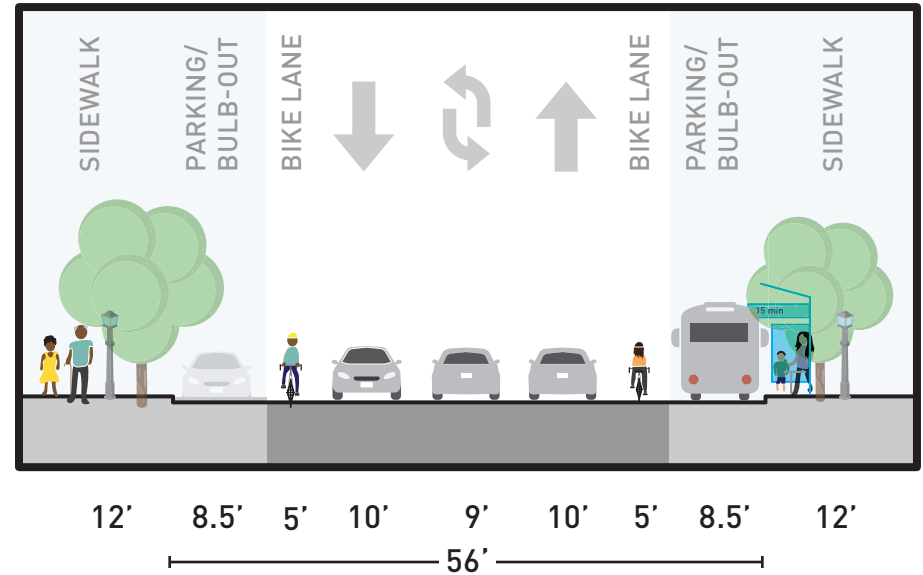 SIDEWALK
PARKING/
BULB-OUT
BIKE LANE
BIKE LANE
PARKING/
BULB-OUT
SIDEWALK
15 min
12’ 8.5’ 5’ 10’ 9’ 10’ 5’ 8.5’ 12’
56’